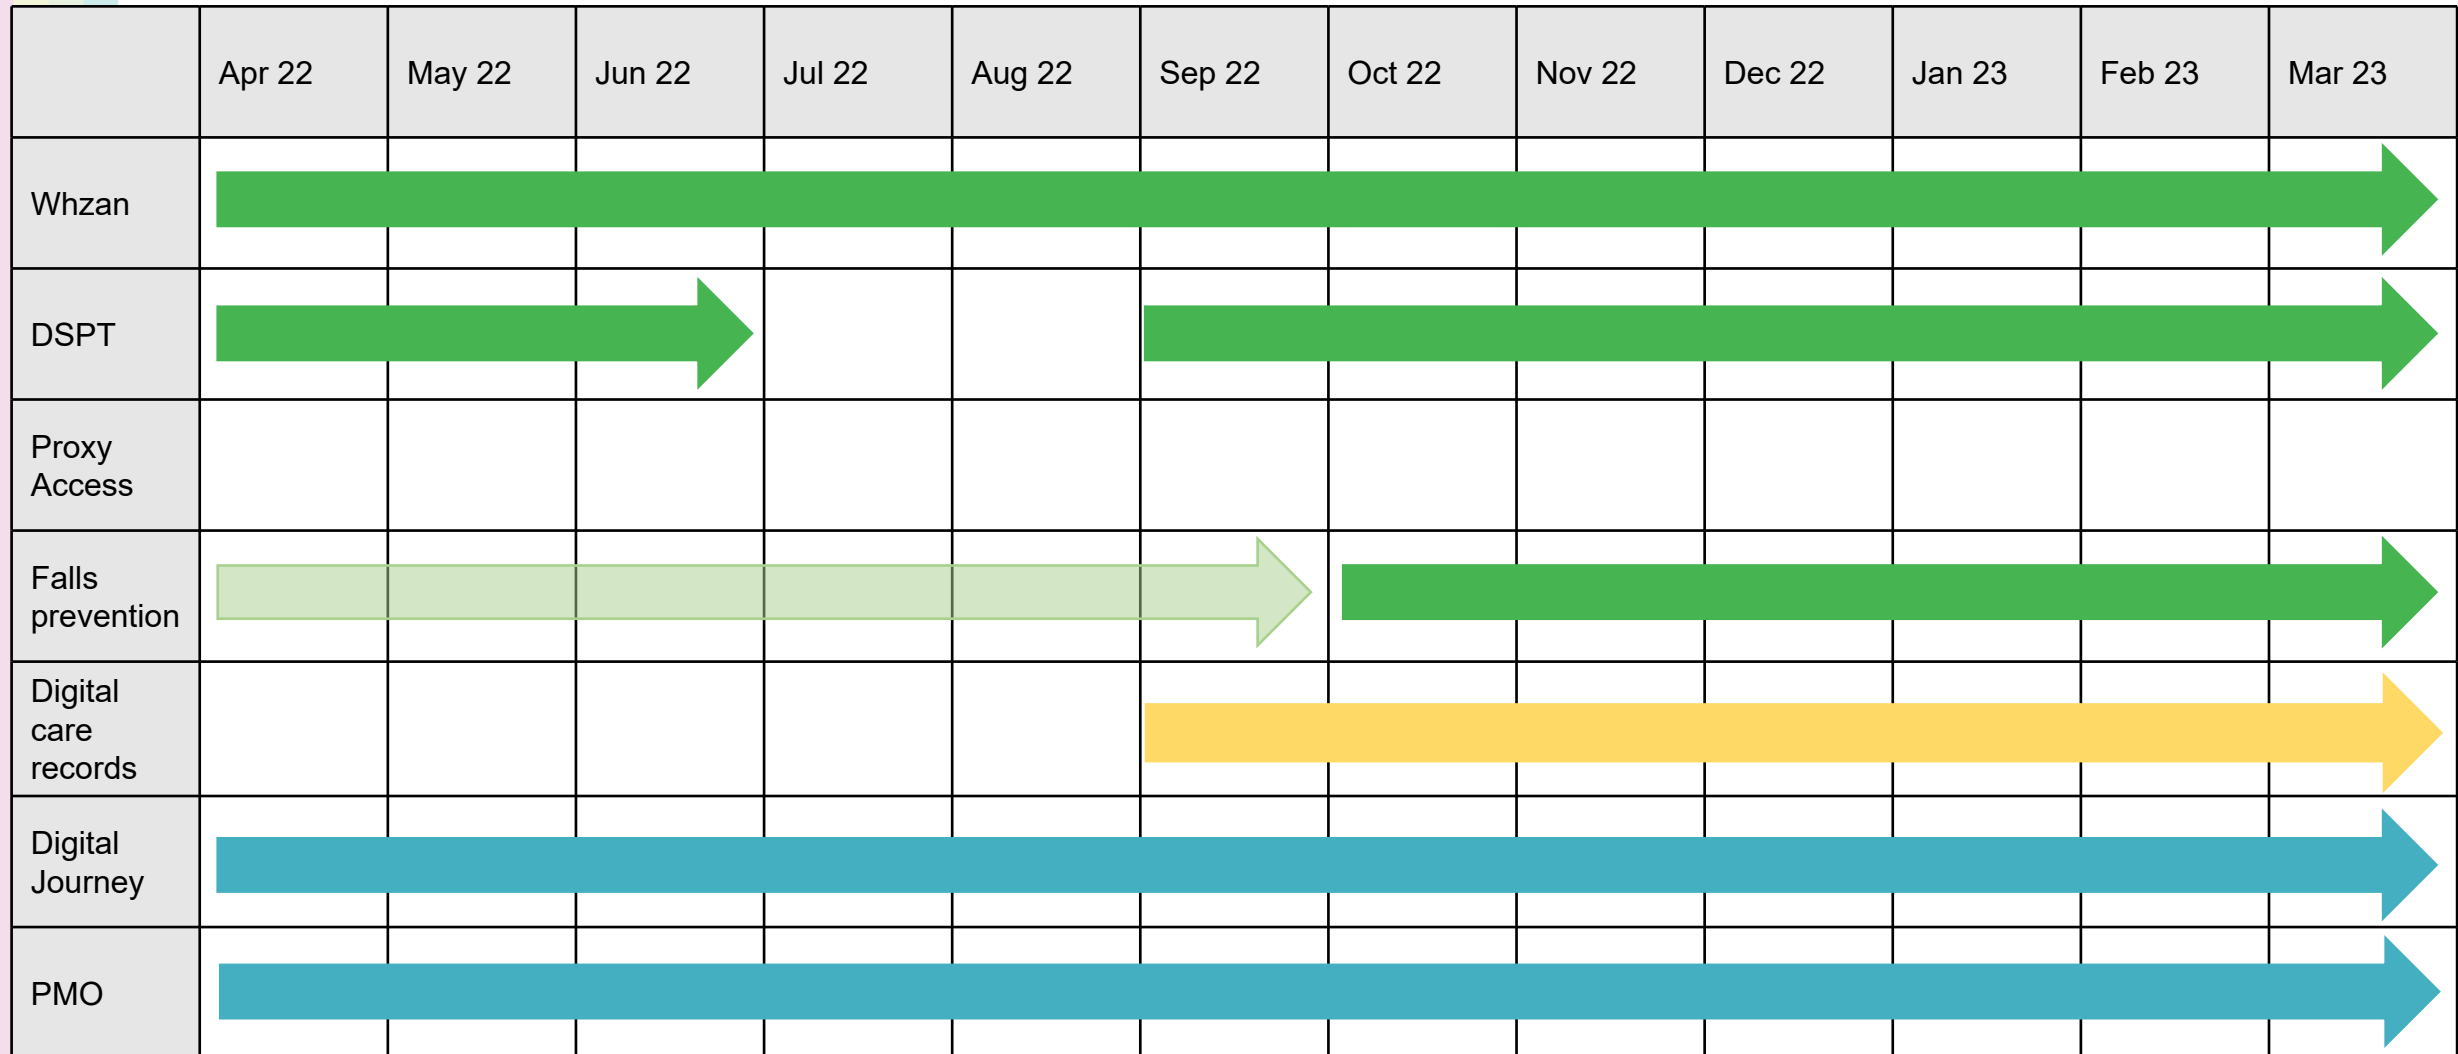 Apr 22 May 22 Jun 22 Jul 22 Aug 22 Sep 22 Oct 22 Nov 22 Dec 22 Jan 23 Feb 23 Mar 23
Whzan
DSPT
Proxy
Access
Falls
prevention
Digital
care
records
Digital
Journey
PMO